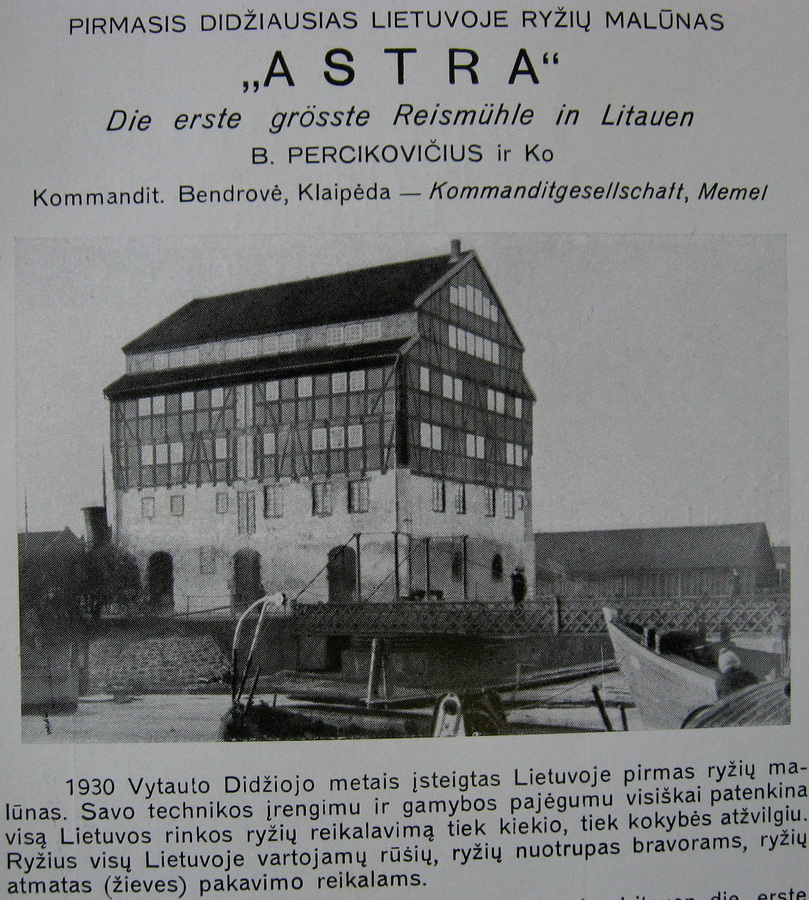 PIRMASIS DIDŽIAUSIAS LIETUVOJE RYŽIŲ MALŪNAS
„ASTRA“
Die erste grösste Reismühle in Litauen
B. PERCIKOVIČIUS ir Ko
Kommandit. Bendrovė, Klaipėda — Kommanditgesellschaft, Memel
1930 Vytauto Didžiojo metais įsteigtas Lietuvoje pirmas ryžių ma-
lūnas. Savo technikos įrengimu ir gamybos pajėgumu visiškai patenkina
visą Lietuvos rinkos ryžių reikalavimą tiek kiekio, tiek kokybės atžvilgiu.
Ryžius visų Lietuvoje vartojamų rūšių, ryžių nuotrupas bravorams, ryžių
atmatas (žieves) pakavimo reikalams.
die erste